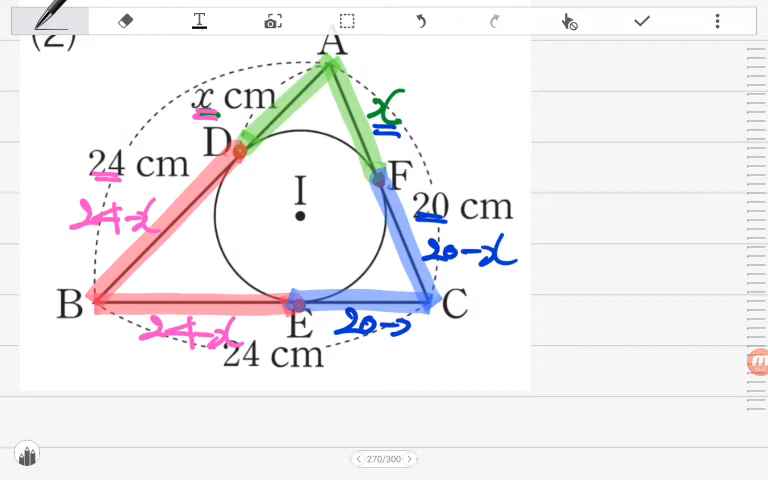 T
(2)
A
x cm
x
D
24 cm
F
I
20 cm
24-x
20-x
B
E
C
24-x
20-
24 cm
270/300